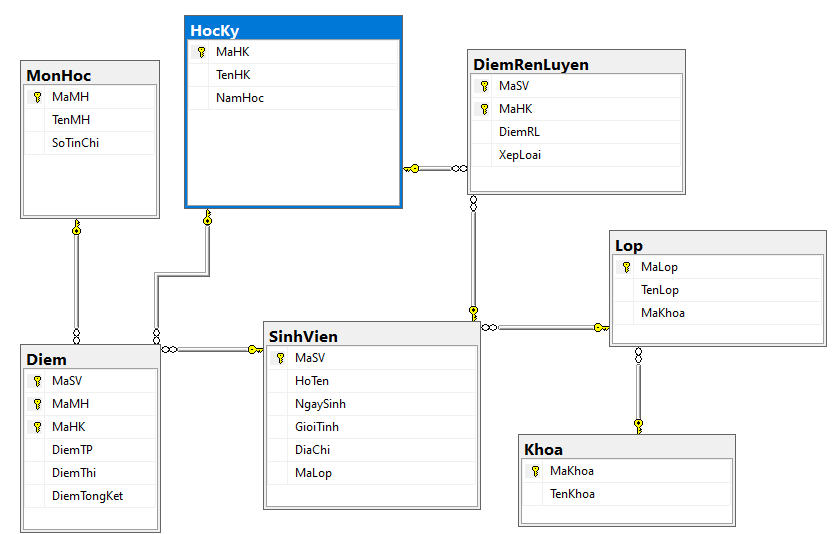 HocKy
MaHK
TenHK
NamHoc
MonHoc
MaMH
TenMH
SoTinChi
DiemRenLuyen
MaSV
MaHK
DiemRL
XepLoai
Lop
MaLop
TenLop
MaKhoa
SinhVien
MaSV
HoTen
NgaySinh
GioiTinh
DiaChi
MaLop
Diem
MaSV
MaMH
MaHK
DiemTP
DiemThi
DiemTongKet
Khoa
MaKhoa
TenKhoa